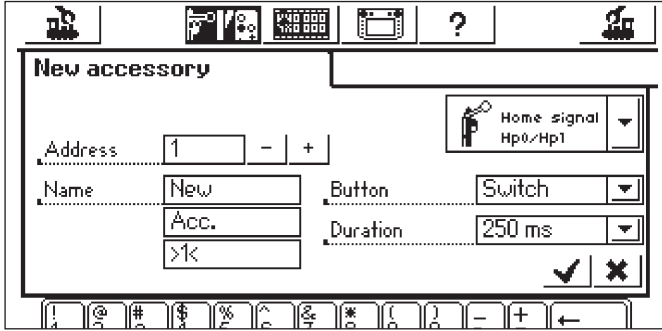 ?
New accessory
Home signal
Hp0/Hp1
Address 1 - +
Name New
Button Switch
Acc.
Duration 250 ms
>1<
! @ # $ % ^ & * ( ) _ + ←